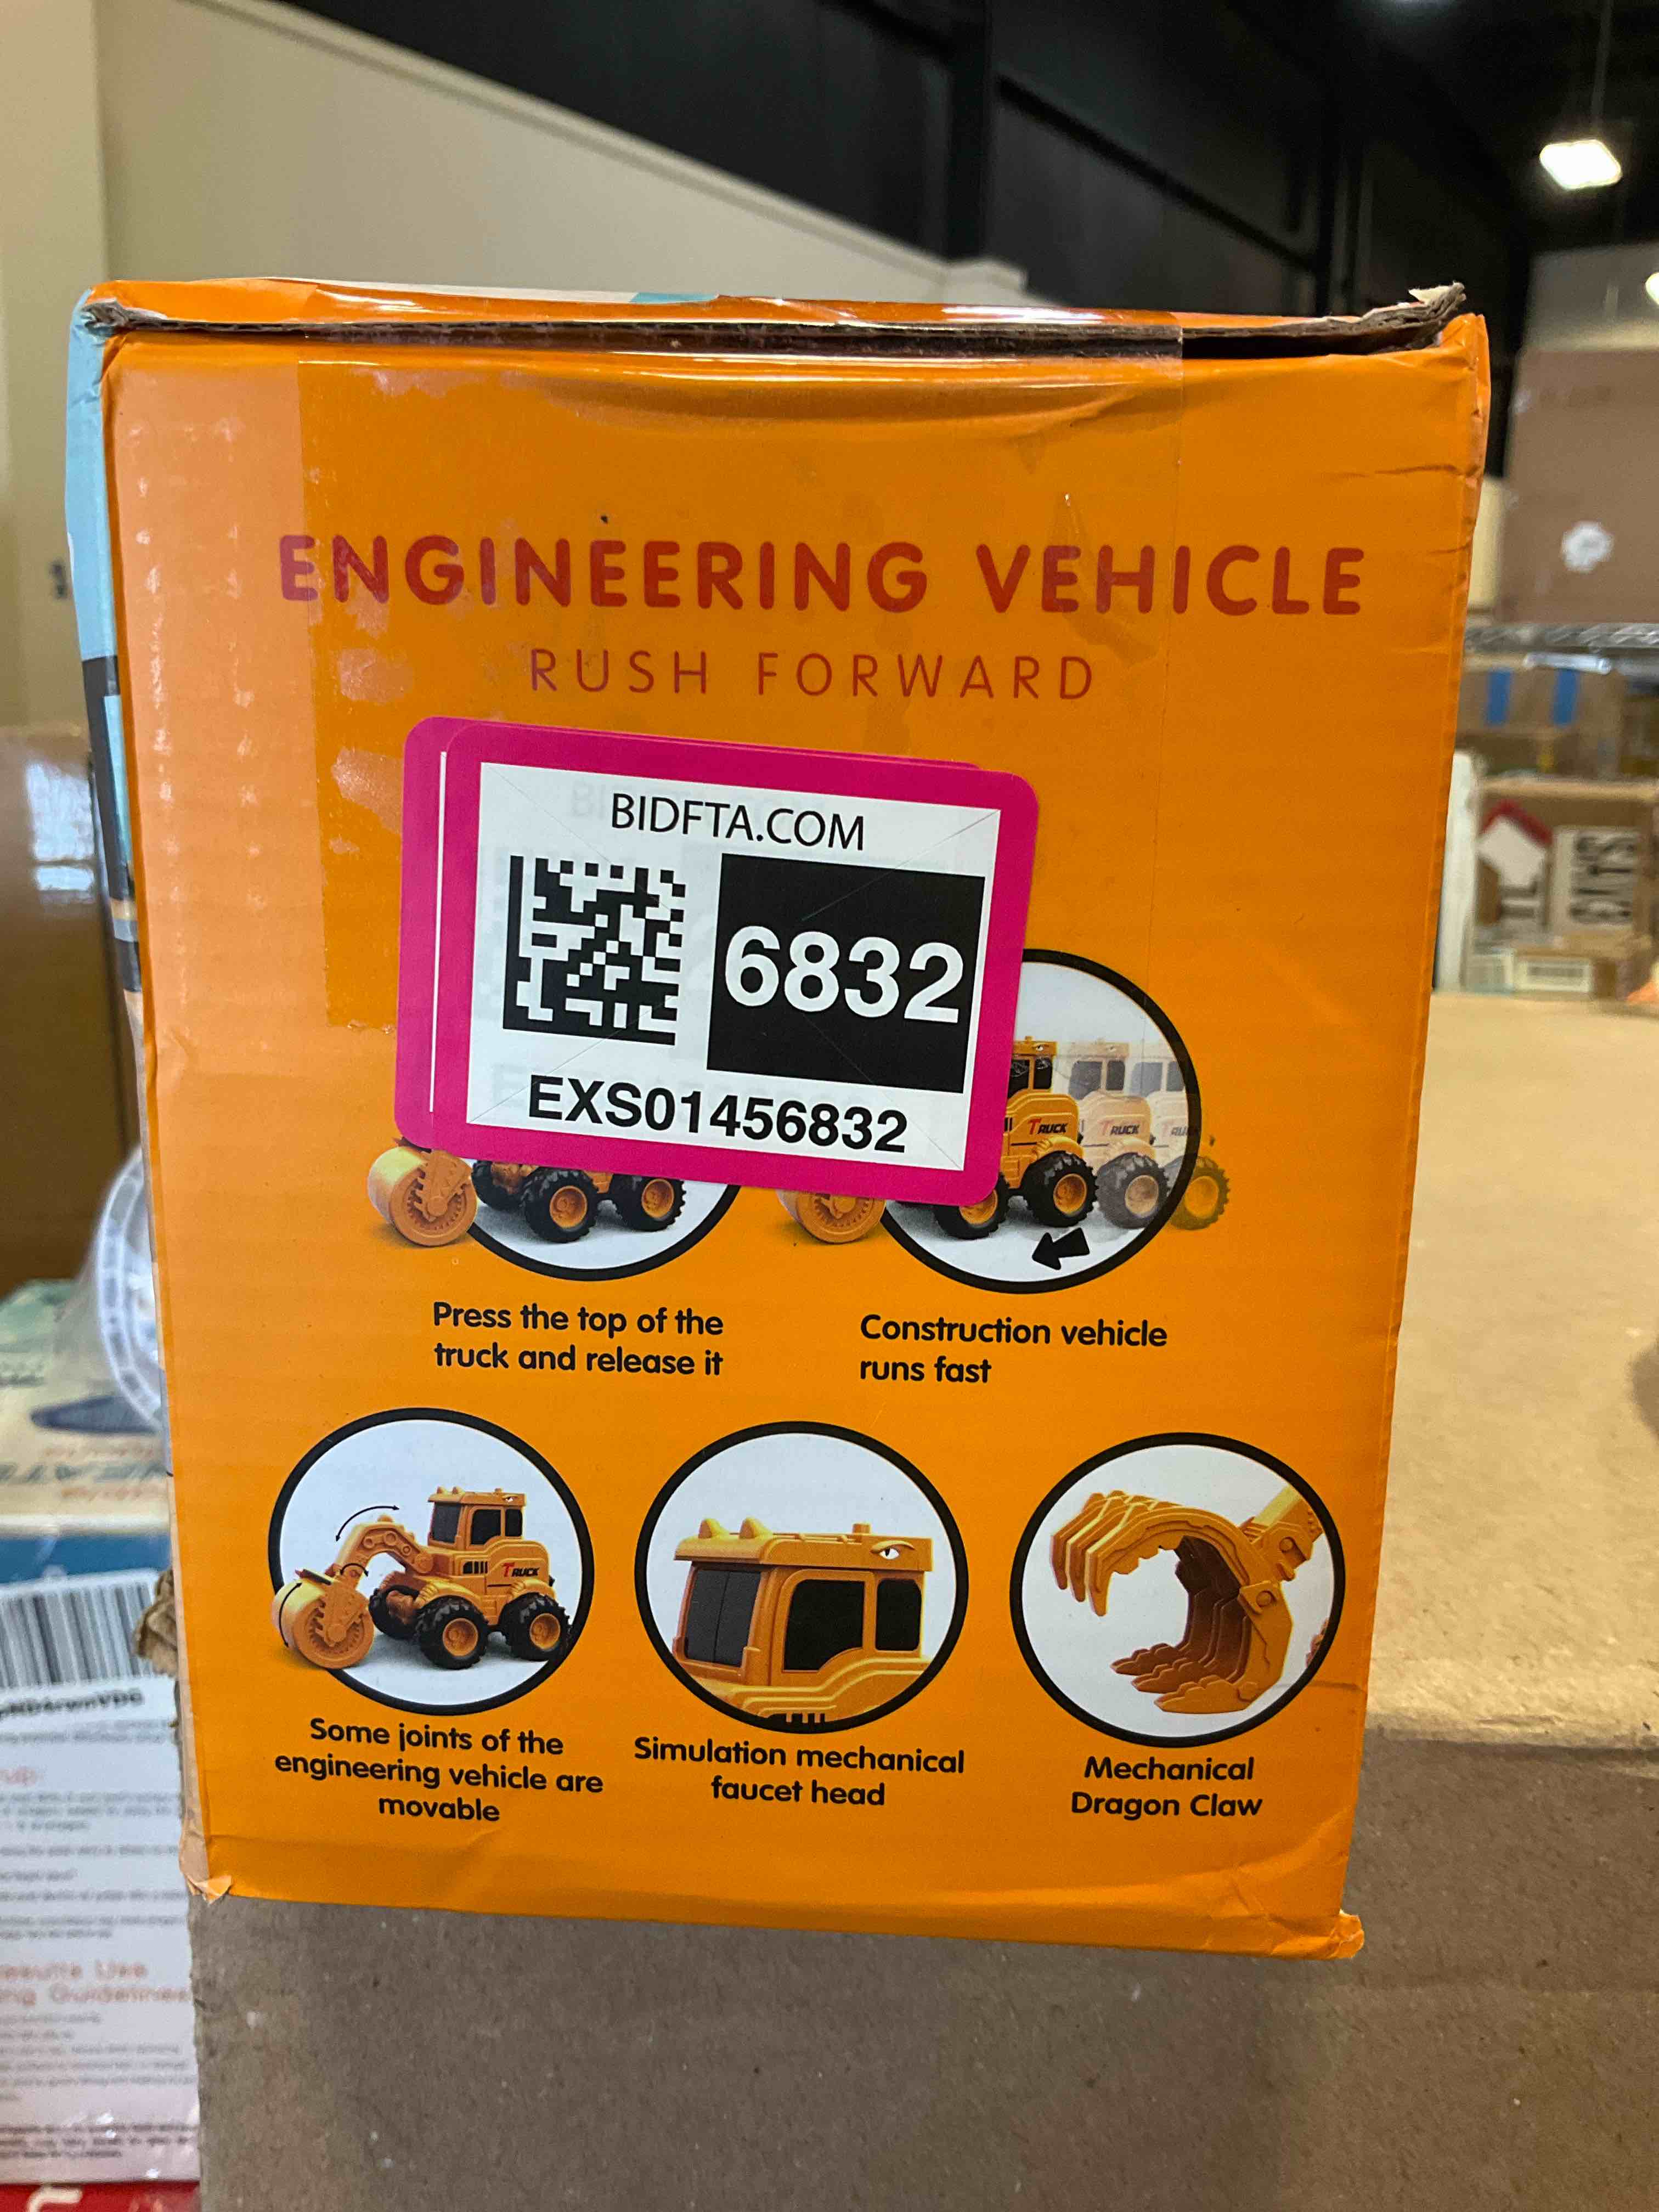 ENGINEERING VEHICLE
RUSH FORWARD
BIDFTA.COM
6832
EXS01456832
TRUCK
TRUCK
Press the top of the
truck and release it
Construction vehicle
runs fast
TRUCK
Some joints of the
engineering vehicle are
movable
Simulation mechanical
faucet head
Mechanical
Dragon Claw